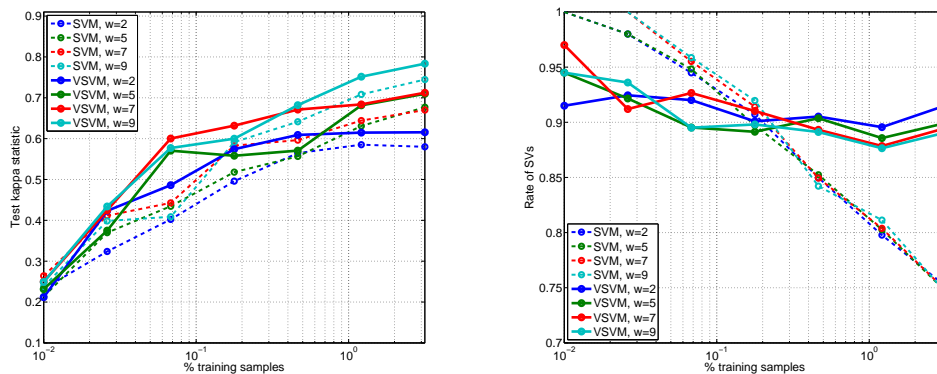 0.9
0.8
0.7
0.6
0.5
0.4
0.3
0.2
0.1
Test kappa statistic
SVM, w=2
SVM, w=5
SVM, w=7
SVM, w=9
VSVM, w=2
VSVM, w=5
VSVM, w=7
VSVM, w=9
10⁻² 10⁻¹ 10⁰
% training samples
1
0.95
0.9
0.85
0.8
0.75
0.7
Rate of SVs
SVM, w=2
SVM, w=5
SVM, w=7
SVM, w=9
VSVM, w=2
VSVM, w=5
VSVM, w=7
VSVM, w=9
10⁻² 10⁻¹ 10⁰
% training samples